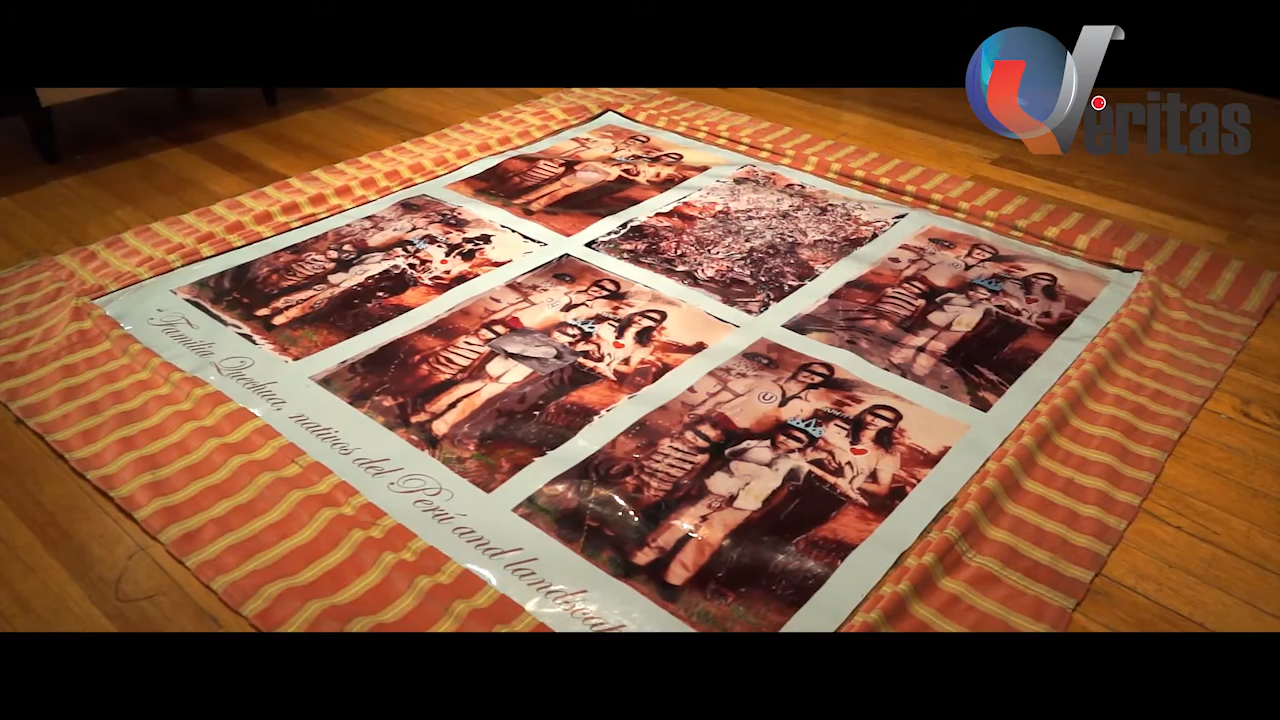 Veritas
"Familia Quechua, nativos del Perú and landscap
U
U